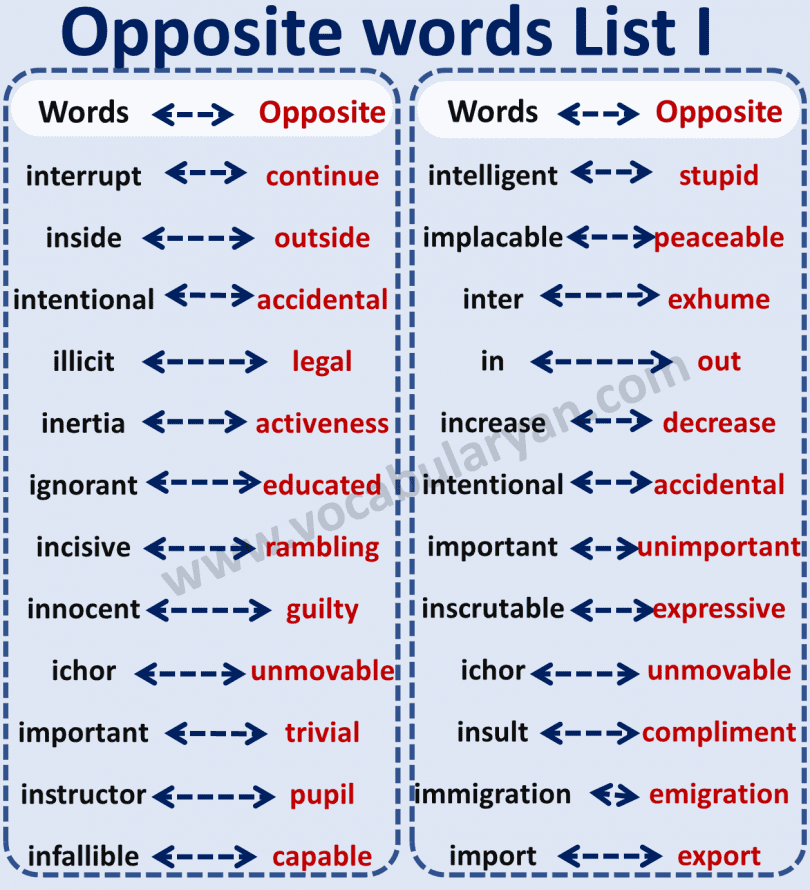 Opposite words List I
Words Opposite
interrupt continue
inside outside
intentional accidental
illicit legal
inertia activeness
ignorant educated
incisive rambling
innocent guilty
ichor unmovable
important trivial
instructor pupil
infallible capable
Words Opposite
intelligent stupid
implacable peaceable
inter exhume
in out
increase decrease
intentional accidental
important unimportant
inscrutable expressive
ichor unmovable
insult compliment
immigration emigration
import export
www.vocabularyan.com